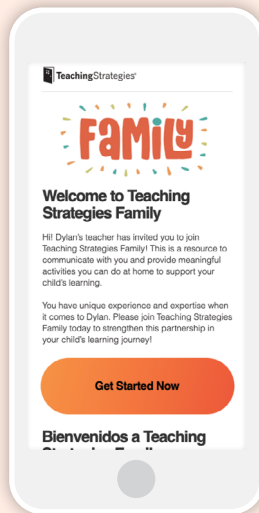 TeachingStrategies®
FAMILY
Welcome to Teaching
Strategies Family
Hi! Dylan's teacher has invited you to join
Teaching Strategies Family! This is a resource to
communicate with you and provide meaningful
activities you can do at home to support your
child's learning.
You have unique experience and expertise when
it comes to Dylan. Please join Teaching Strategies
Family today to strengthen this partnership in
your child's learning journey!
Get Started Now
Bienvenidos a Teaching
Strategies Family